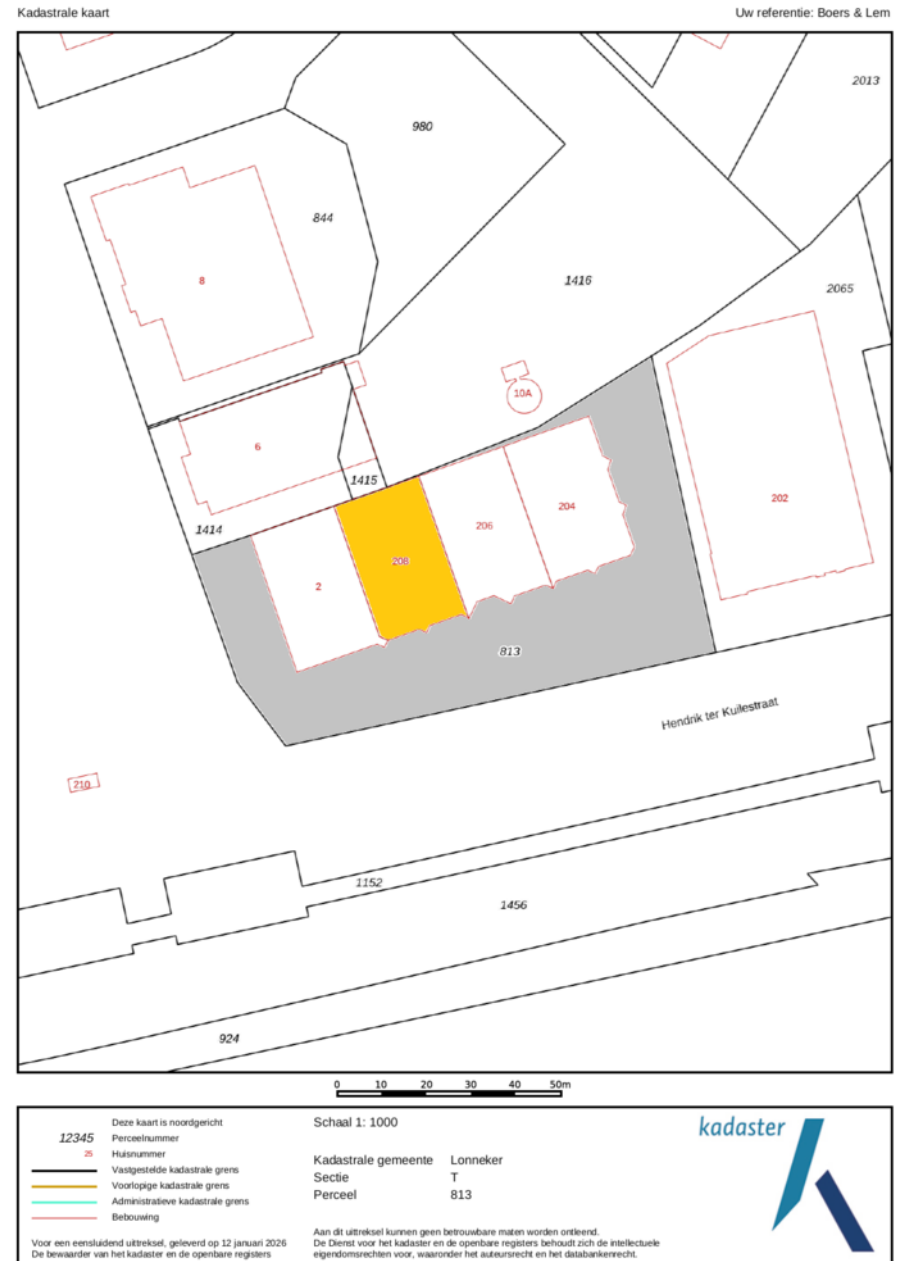 Kadastrale kaart
Uw referentie: Boers & Lem
2013
980
844
8
1416
2065
10A
6
1415
202
204
206
1414
208
2
813
Hendrik ter Kuilestraat
210
1152
1456
924
0 10 20 30 40 50m
Deze kaart is noordgericht
12345 Perceelnummer
25 Huisnummer
Vastgestelde kadastrale grens
Voorlopige kadastrale grens
Administratieve kadastrale grens
Bebouwing
Voor een eensluidend uittreksel, geleverd op 12 januari 2026
De bewaarder van het kadaster en de openbare registers
Schaal 1: 1000
Kadastrale gemeente Lonneker
Sectie T
Perceel 813
Aan dit uittreksel kunnen geen betrouwbare maten worden ontleend.
De Dienst voor het kadaster en de openbare registers behoudt zich de intellectuele
eigendomsrechten voor, waaronder het auteursrecht en het databankenrecht.
kadaster